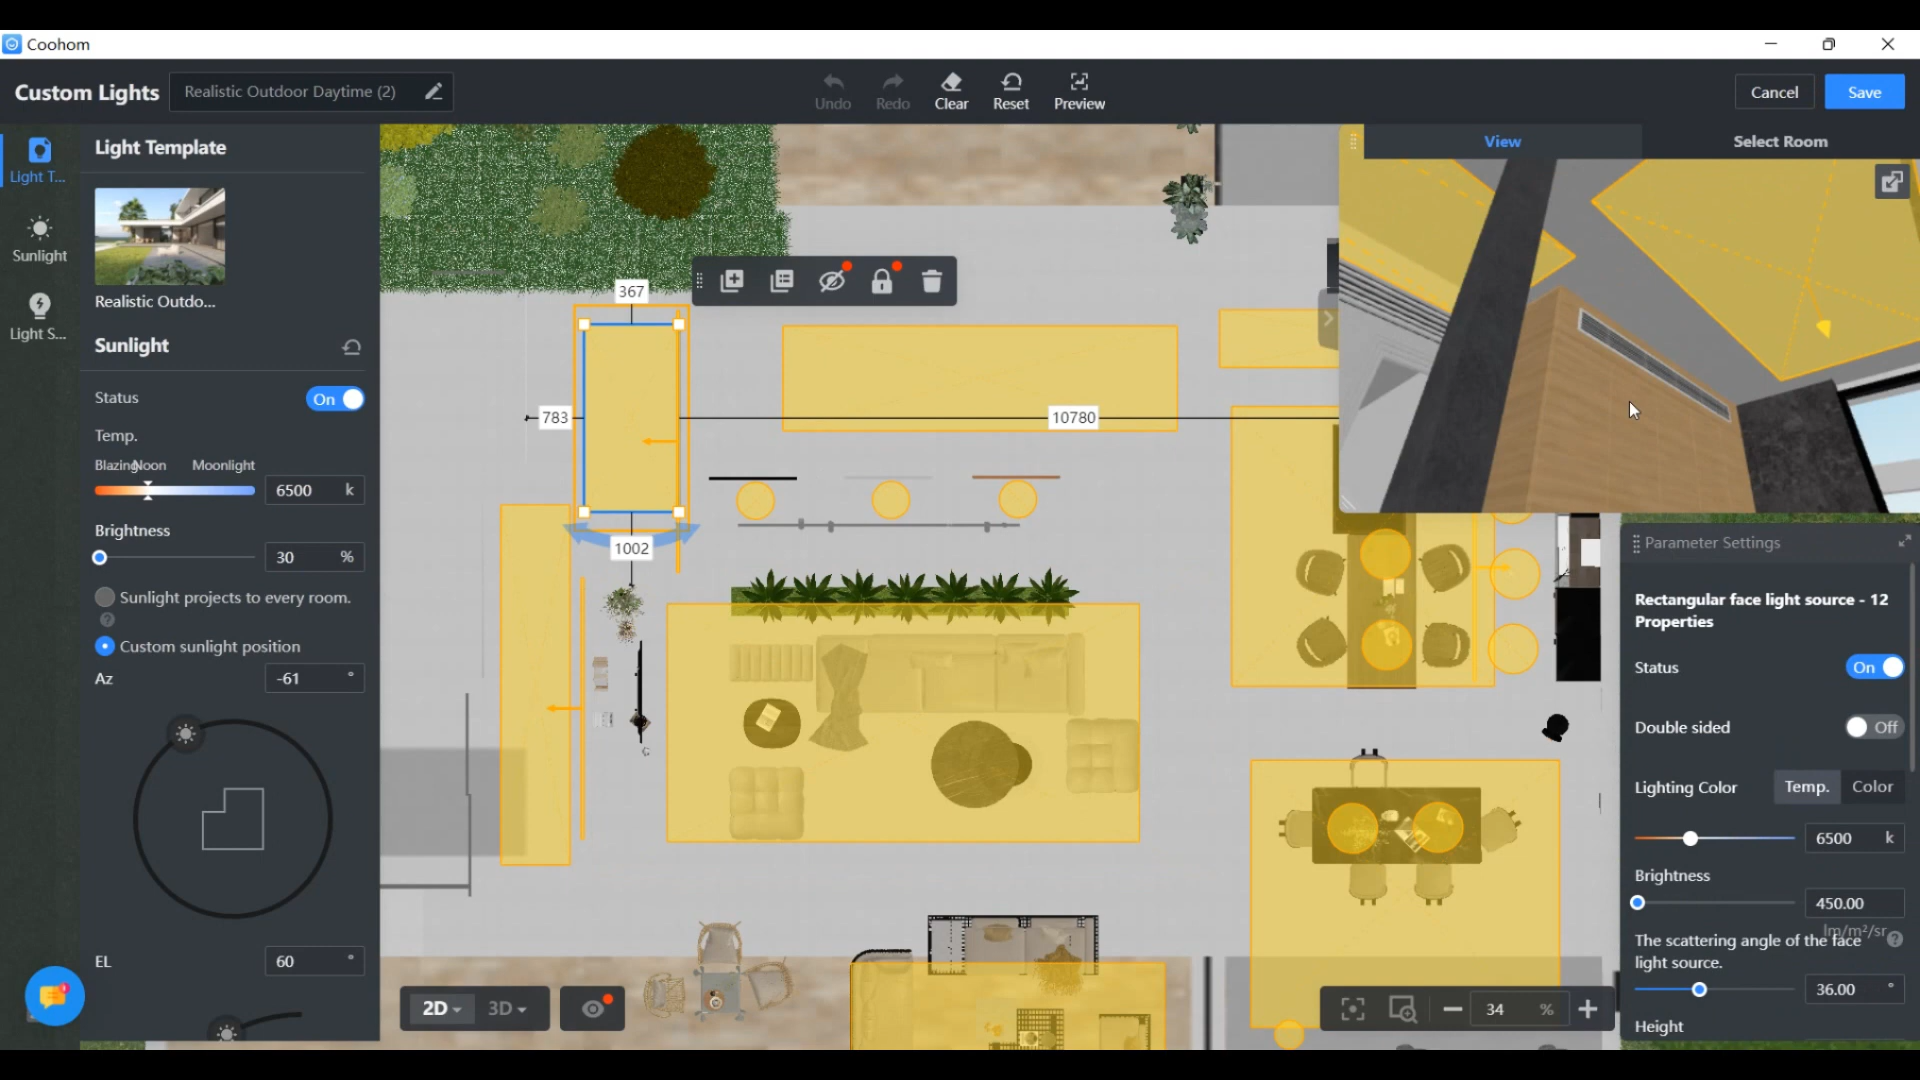 Coohom
Custom Lights
Realistic Outdoor Daytime (2)
Undo
Redo
Clear
Reset
Preview
Cancel
Save
Light T...
Sunlight
Light S...
Light Template
Realistic Outdo...
Sunlight
Status
On
Temp.
Blazing
Noon
Moonlight
6500 k
Brightness
30 %
Sunlight projects to every room.
Custom sunlight position
Az
-61 °
EL
60 °
367
783
10780
1002
2D
3D
34 %
View
Select Room
Parameter Settings
Rectangular face light source - 12
Properties
Status
On
Double sided
Off
Lighting Color
Temp.
Color
6500 k
Brightness
450.00
lm/m²/sr
The scattering angle of the face
light source.
36.00 °
Height